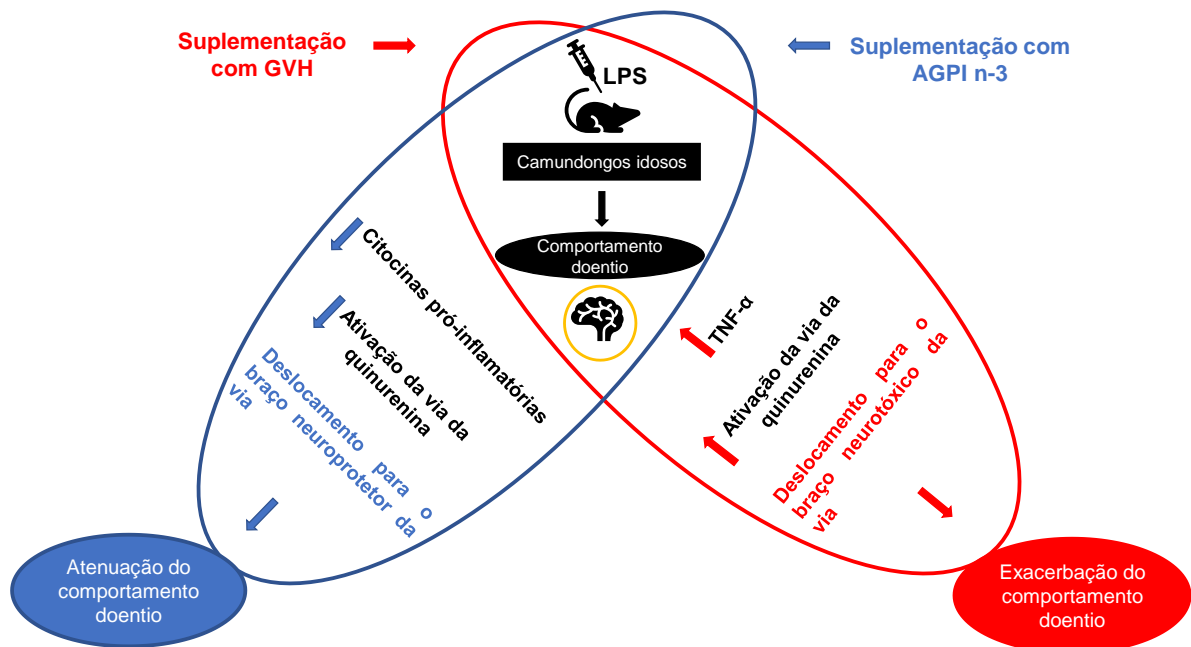 Suplementação
com GVH
Suplementação com
AGPI n-3
LPS
Camundongos idosos
Comportamento
doentio
Citocinas pró-inflamatórias
Ativação da via da
quinurenina
Deslocamento para o
braço neuroprotetor da
via
TNF-α
Ativação da via da
quinurenina
Deslocamento para o
braço neurotóxico da
via
Atenuação do
comportamento
doentio
Exacerbação do
comportamento
doentio